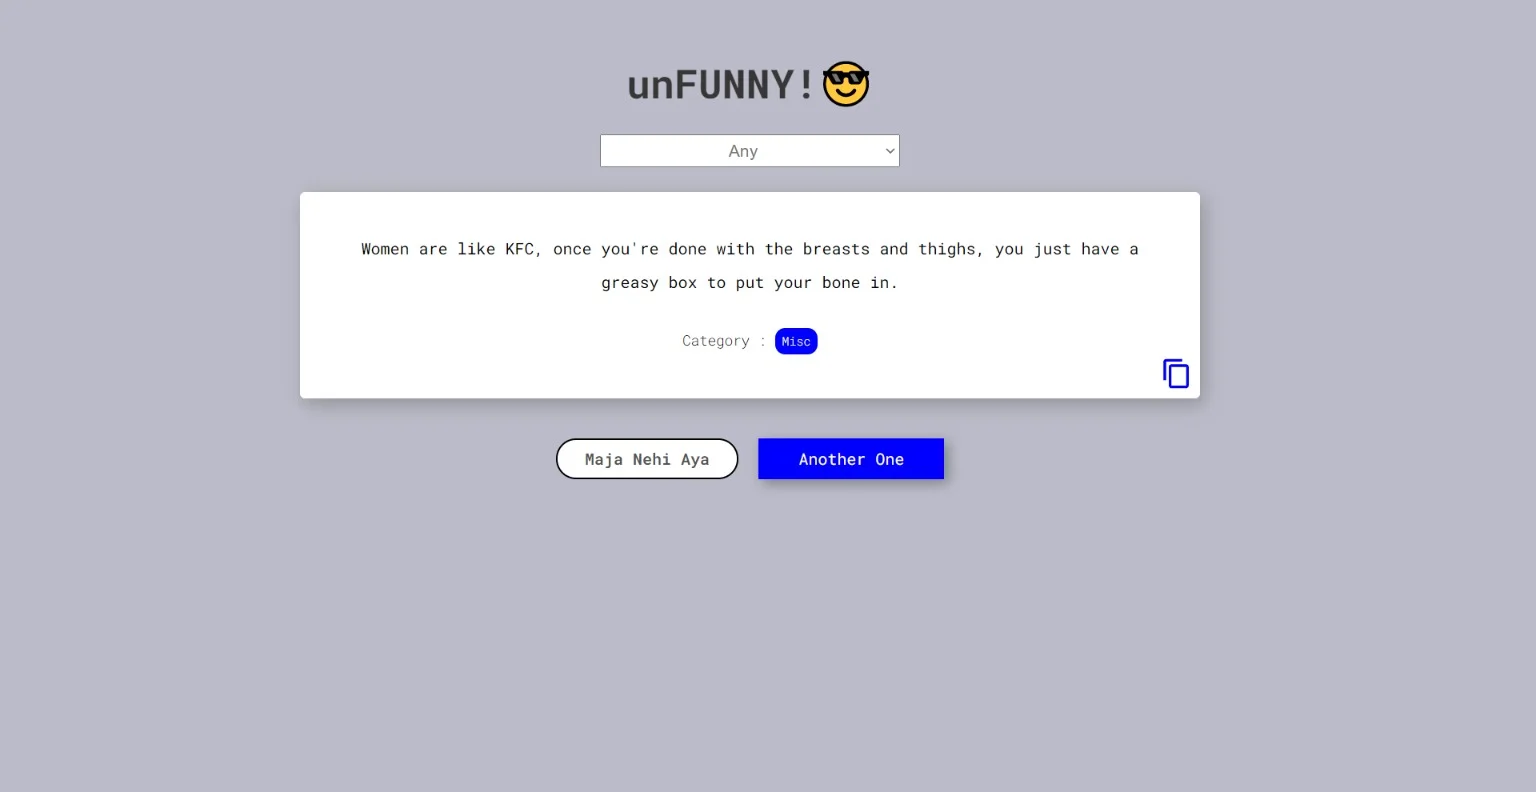 unFUNNY!
Any
Women are like KFC, once you're done with the breasts and thighs, you just have a
greasy box to put your bone in.
Category : Misc
Maja Nehi Aya
Another One